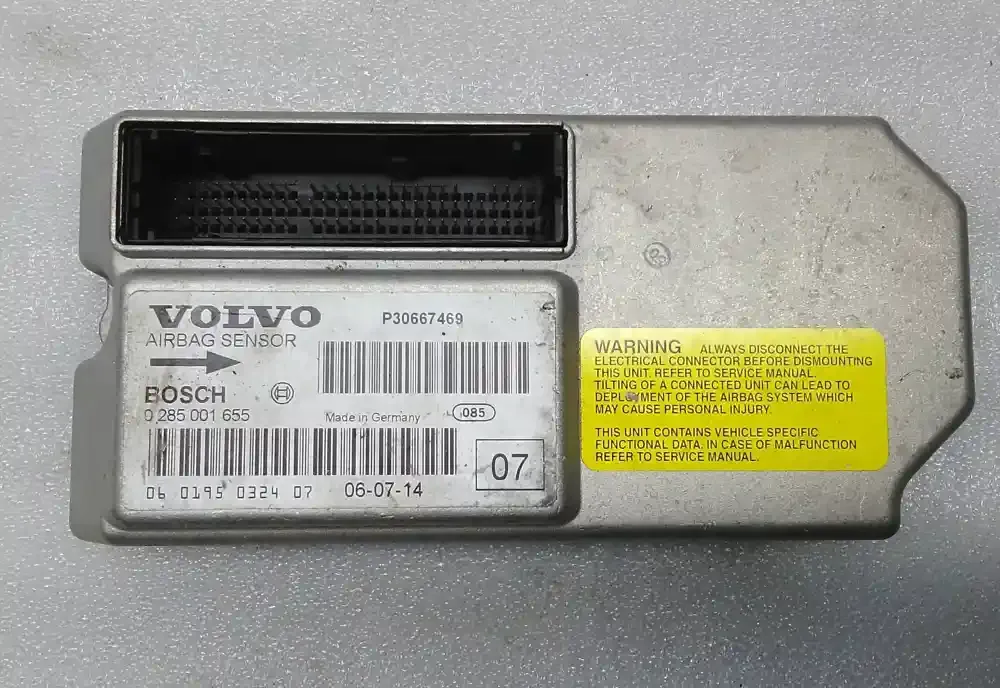 VOLVO
P30667469
AIRBAG SENSOR
BOSCH
0 285 001 655
Made in Germany
085
06 0195 0324 07
06-07-14
07
WARNING ALWAYS DISCONNECT THE
ELECTRICAL CONNECTOR BEFORE DISMOUNTING
THIS UNIT. REFER TO SERVICE MANUAL.
TILTING OF A CONNECTED UNIT CAN LEAD TO
DEPLOYMENT OF THE AIRBAG SYSTEM WHICH
MAY CAUSE PERSONAL INJURY.
THIS UNIT CONTAINS VEHICLE SPECIFIC
FUNCTIONAL DATA. IN CASE OF MALFUNCTION
REFER TO SERVICE MANUAL.